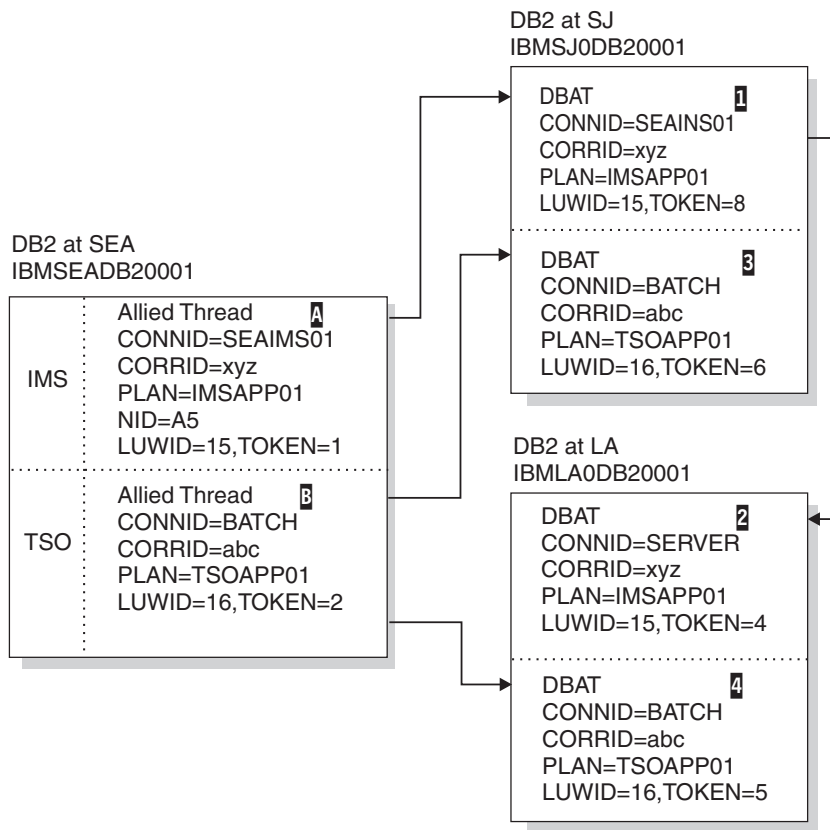 DB2 at SJ
IBMSJ0DB20001
DBAT 1
CONNID=SEAINS01
CORRID=xyz
PLAN=IMSAPP01
LUWID=15,TOKEN=8
DBAT 3
CONNID=BATCH
CORRID=abc
PLAN=TSOAPP01
LUWID=16,TOKEN=6
DB2 at SEA
IBMSEADB20001
IMS
Allied Thread A
CONNID=SEAIMS01
CORRID=xyz
PLAN=IMSAPP01
NID=A5
LUWID=15,TOKEN=1
TSO
Allied Thread B
CONNID=BATCH
CORRID=abc
PLAN=TSOAPP01
LUWID=16,TOKEN=2
DB2 at LA
IBMLA0DB20001
DBAT 2
CONNID=SERVER
CORRID=xyz
PLAN=IMSAPP01
LUWID=15,TOKEN=4
DBAT 4
CONNID=BATCH
CORRID=abc
PLAN=TSOAPP01
LUWID=16,TOKEN=5